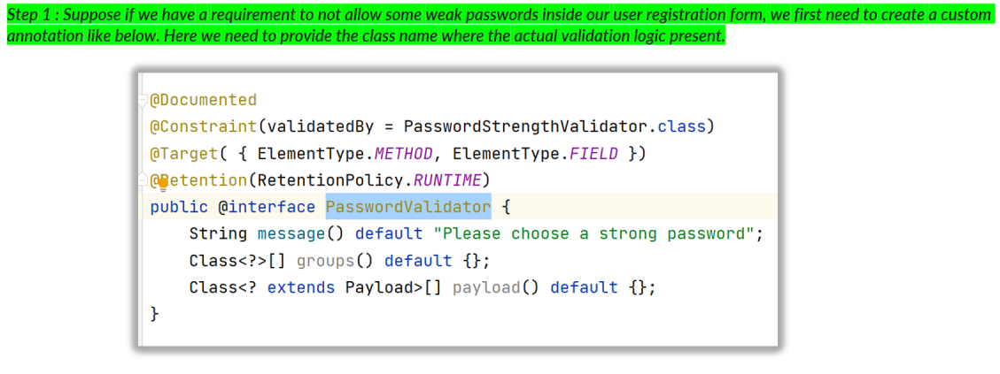 Step 1 : Suppose if we have a requirement to not allow some weak passwords inside our user registration form, we first need to create a custom
annotation like below. Here we need to provide the class name where the actual validation logic present.
@Documented
@Constraint(validatedBy = PasswordStrengthValidator.class)
@Target( { ElementType.METHOD, ElementType.FIELD })
@Retention(RetentionPolicy.RUNTIME)
public @interface PasswordValidator {
    String message() default "Please choose a strong password";
    Class<?>[] groups() default {};
    Class<? extends Payload>[] payload() default {};
}